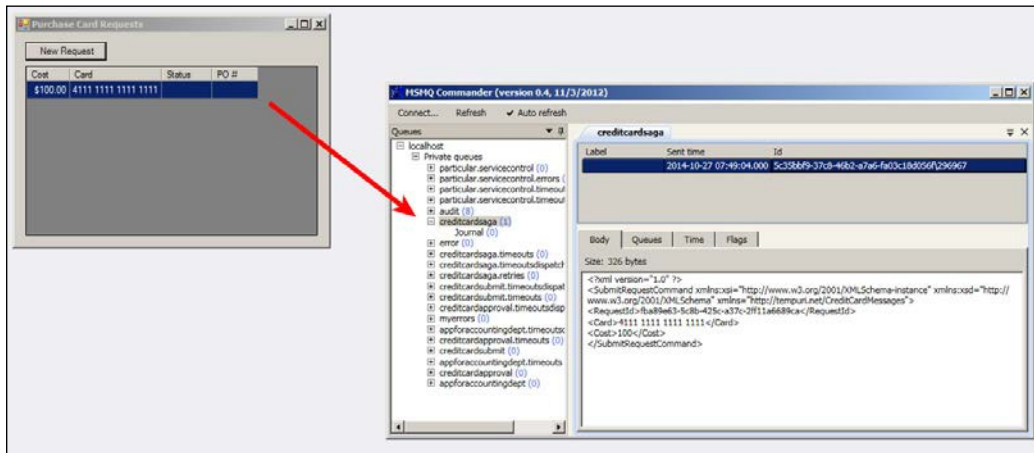 Purchase Card Requests
New Request
Cost Card Status PO #
$100.00 4111 1111 1111 1111
MSMQ Commander (version 0.4, 11/3/2012)
Connect... Refresh ✔ Auto refresh
Queues
localhost
Private queues
particular.servicecontrol (0)
particular.servicecontrol.errors (
particular.servicecontrol.timeout
particular.servicecontrol.timeout
audit (8)
creditcardsaga (1)
Journal (0)
error (0)
creditcardsaga.timeouts (0)
creditcardsaga.timeoutsdispatch
creditcardsaga.retries (0)
creditcardsubmit.timeoutsdispat
creditcardsubmit.timeouts (0)
creditcardapproval.timeoutsdisp
myerrors (0)
appforaccountingdept.timeoutsd
creditcardapproval.timeouts (0)
creditcardsubmit (0)
appforaccountingdept.timeouts
creditcardapproval (0)
appforaccountingdept (0)
creditcardsaga
Label Sent time Id
2014-10-27 07:49:04.000 5c35bbf9-37c8-46b2-a7a6-fa03c18d056f\296967
Body Queues Time Flags
Size: 326 bytes
<?xml version="1.0" ?>
<SubmitRequestCommand xmlns:xsi="http://www.w3.org/2001/XMLSchema-instance" xmlns:xsd="http://
www.w3.org/2001/XMLSchema" xmlns="http://tempuri.net/CreditCardMessages">
<RequestId>fba89e63-5c8b-425c-a37c-2ff11a6689ca</RequestId>
<Card>4111 1111 1111 1111</Card>
<Cost>100</Cost>
</SubmitRequestCommand>